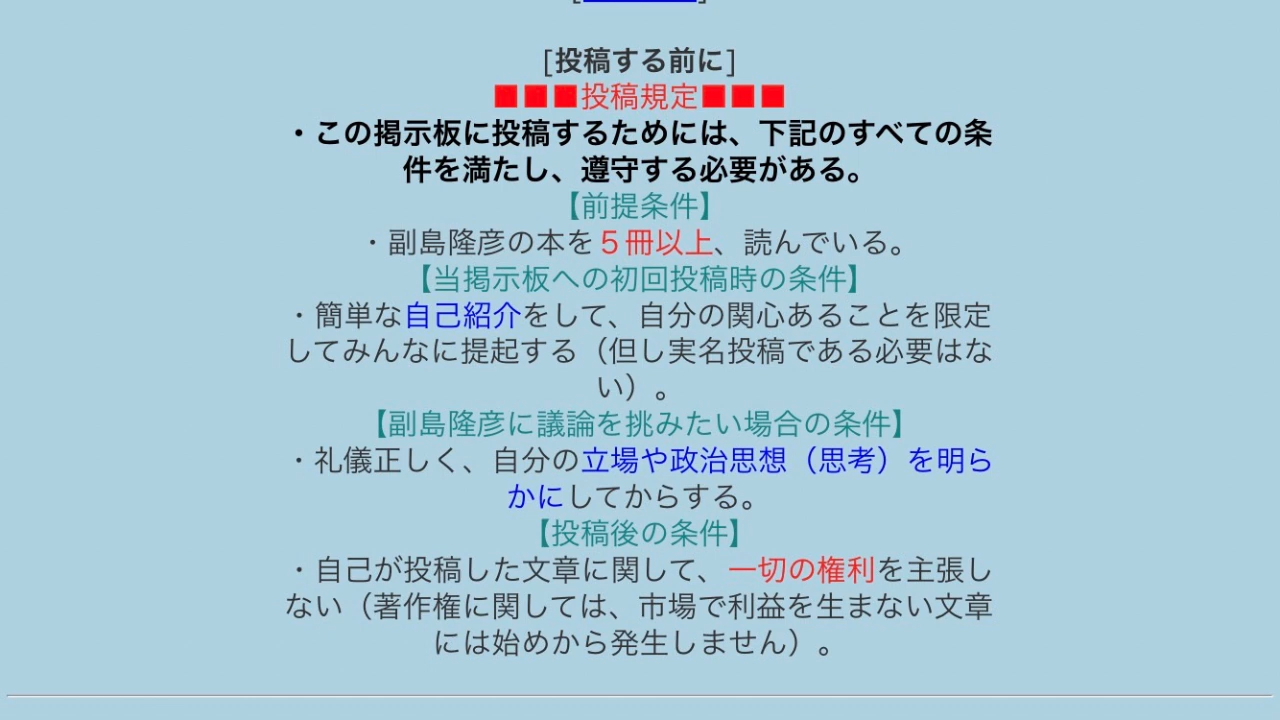 [投稿する前に]
■■■投稿規定■■■
・この掲示板に投稿するためには、下記のすべての条
件を満たし、遵守する必要がある。
【前提条件】
・副島隆彦の本を５冊以上、読んでいる。
【当掲示板への初回投稿時の条件】
・簡単な自己紹介をして、自分の関心あることを限定
してみんなに提起する（但し実名投稿である必要はな
い）。
【副島隆彦に議論を挑みたい場合の条件】
・礼儀正しく、自分の立場や政治思想（思考）を明ら
かにしてからする。
【投稿後の条件】
・自己が投稿した文章に関して、一切の権利を主張し
ない（著作権に関しては、市場で利益を生まない文章
には始めから発生しません）。